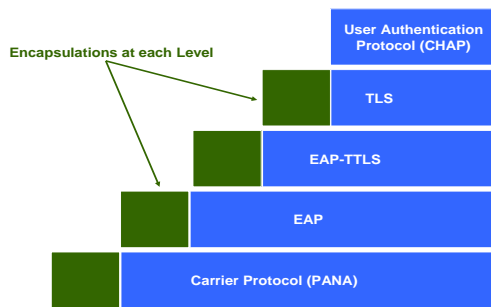 User Authentication
Protocol (CHAP)
Encapsulations at each Level
TLS
EAP-TTLS
EAP
Carrier Protocol (PANA)